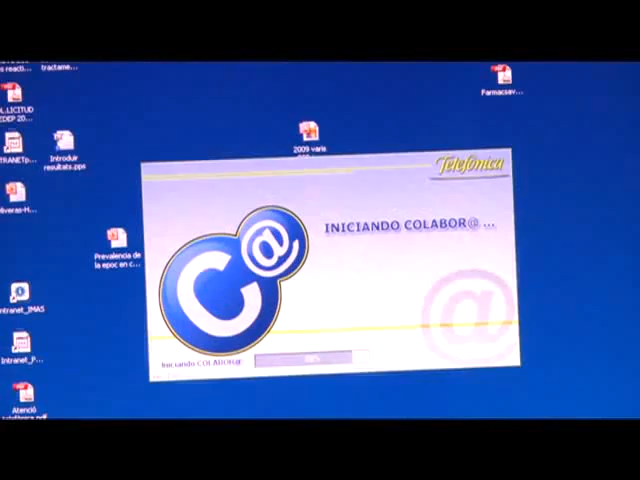 tractame...
Farmacsav...
Introduir
resultats.pps
2009 varis
Telefónica
INICIANDO COLABOR@ ...
C@
@
Prevalencia de
la epoc en c...
Intranet_IMAS
Intranet_P...
Iniciando COLABOR@
Atenció